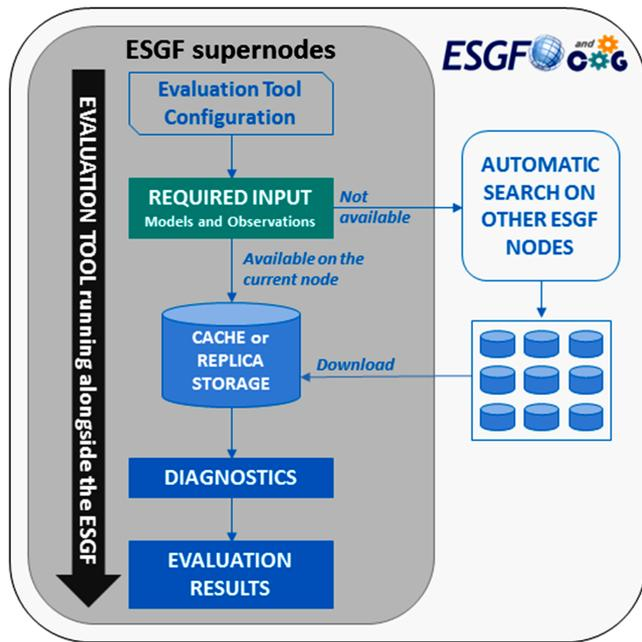 ESGF supernodes
ESGF and COG
EVALUATION TOOL running alongside the ESGF
Evaluation Tool
Configuration
REQUIRED INPUT
Models and Observations
Not
available
AUTOMATIC
SEARCH ON
OTHER ESGF
NODES
Available on the
current node
CACHE or
REPLICA
STORAGE
Download
DIAGNOSTICS
EVALUATION
RESULTS